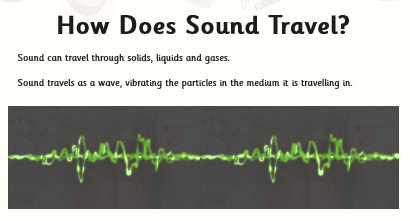 How Does Sound Travel?
Sound can travel through solids, liquids and gases.
Sound travels as a wave, vibrating the particles in the medium it is travelling in.